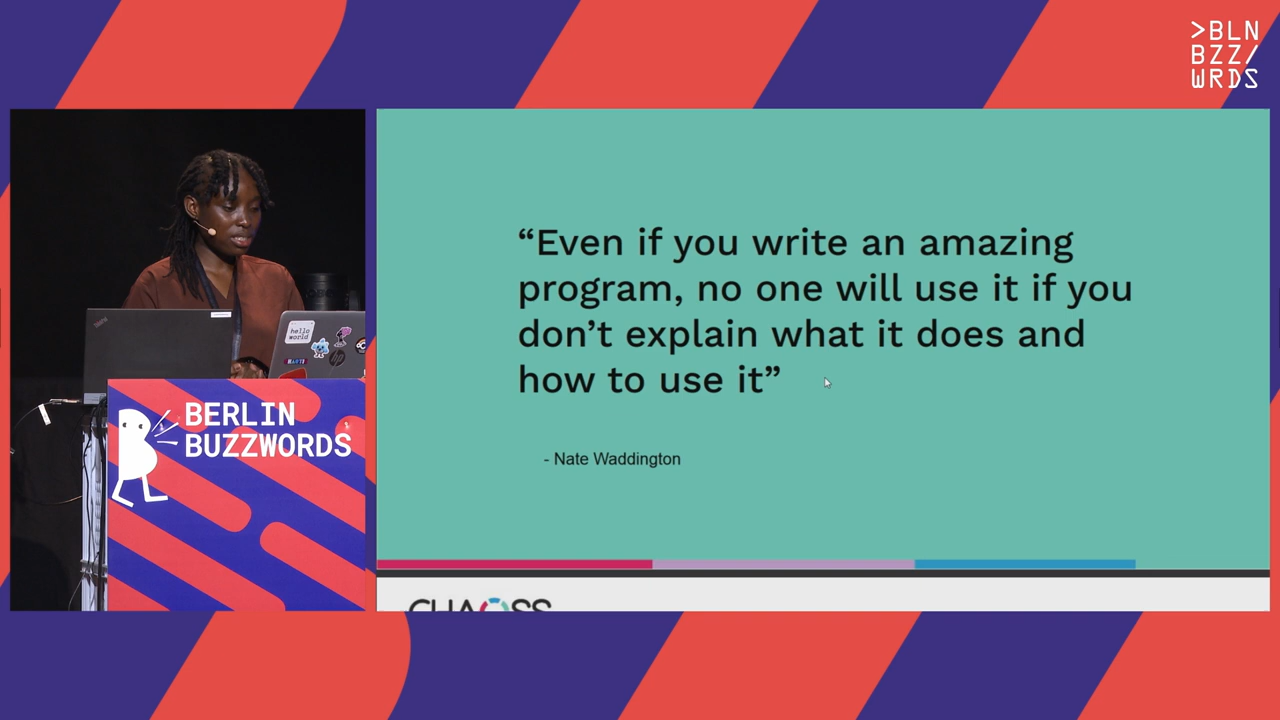 >BLN
BZZ/
WRDS
“Even if you write an amazing
program, no one will use it if you
don’t explain what it does and
how to use it”
- Nate Waddington
CHAOSS
hello
world
BERLIN
BUZZWORDS